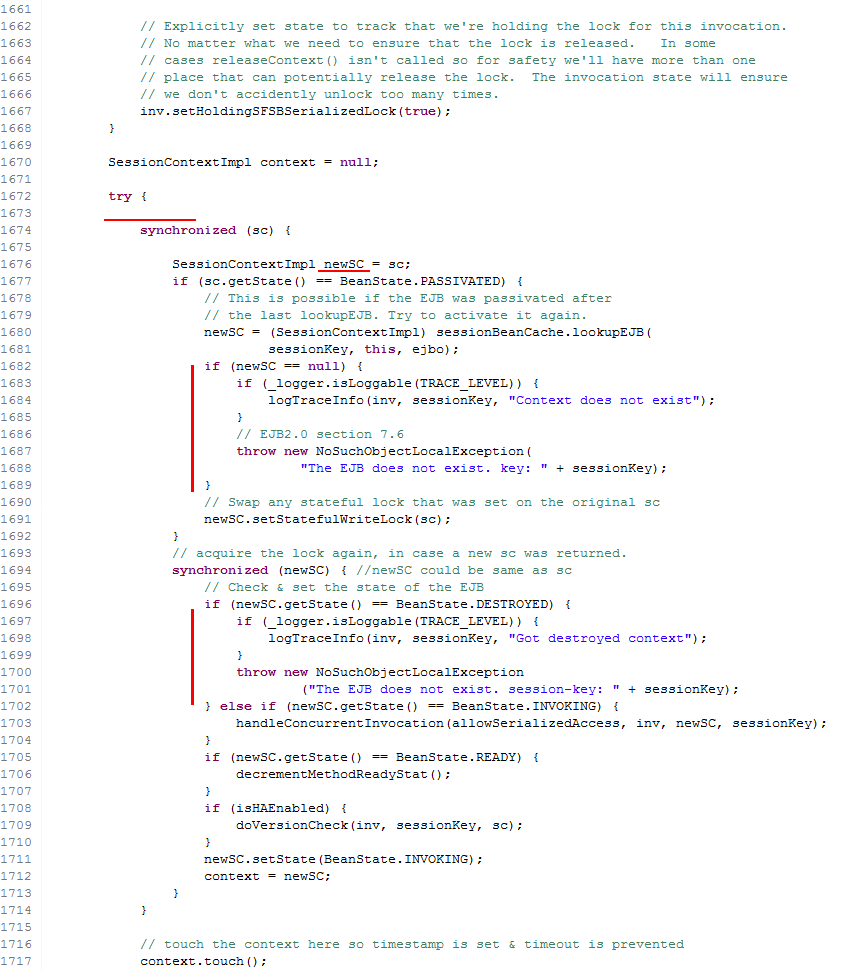 1661
1662 // Explicitly set state to track that we're holding the lock for this invocation.
1663 // No matter what we need to ensure that the lock is released.   In some
1664 // cases releaseContext() isn't called so for safety we'll have more than one
1665 // place that can potentially release the lock.  The invocation state will ensure
1666 // we don't accidently unlock too many times.
1667 inv.setHoldingSFSBSerializedLock(true);
1668 }
1669
1670 SessionContextImpl context = null;
1671
1672 try {
1673
1674 synchronized (sc) {
1675
1676 SessionContextImpl newSC = sc;
1677 if (sc.getState() == BeanState.PASSIVATED) {
1678 // This is possible if the EJB was passivated after
1679 // the last lookupEJB. Try to activate it again.
1680 newSC = (SessionContextImpl) sessionBeanCache.lookupEJB(
1681 sessionKey, this, ejbo);
1682 if (newSC == null) {
1683 if (_logger.isLoggable(TRACE_LEVEL)) {
1684 logTraceInfo(inv, sessionKey, "Context does not exist");
1685 }
1686 // EJB2.0 section 7.6
1687 throw new NoSuchObjectLocalException(
1688 "The EJB does not exist. key: " + sessionKey);
1689 }
1690 // Swap any stateful lock that was set on the original sc
1691 newSC.setStatefulWriteLock(sc);
1692 }
1693 // acquire the lock again, in case a new sc was returned.
1694 synchronized (newSC) { //newSC could be same as sc
1695 // Check & set the state of the EJB
1696 if (newSC.getState() == BeanState.DESTROYED) {
1697 if (_logger.isLoggable(TRACE_LEVEL)) {
1698 logTraceInfo(inv, sessionKey, "Got destroyed context");
1699 }
1700 throw new NoSuchObjectLocalException
1701 ("The EJB does not exist. session-key: " + sessionKey);
1702 } else if (newSC.getState() == BeanState.INVOKING) {
1703 handleConcurrentInvocation(allowSerializedAccess, inv, newSC, sessionKey);
1704 }
1705 if (newSC.getState() == BeanState.READY) {
1706 decrementMethodReadyStat();
1707 }
1708 if (isHAEnabled) {
1709 doVersionCheck(inv, sessionKey, sc);
1710 }
1711 newSC.setState(BeanState.INVOKING);
1712 context = newSC;
1713 }
1714 }
1715
1716 // touch the context here so timestamp is set & timeout is prevented
1717 context.touch();